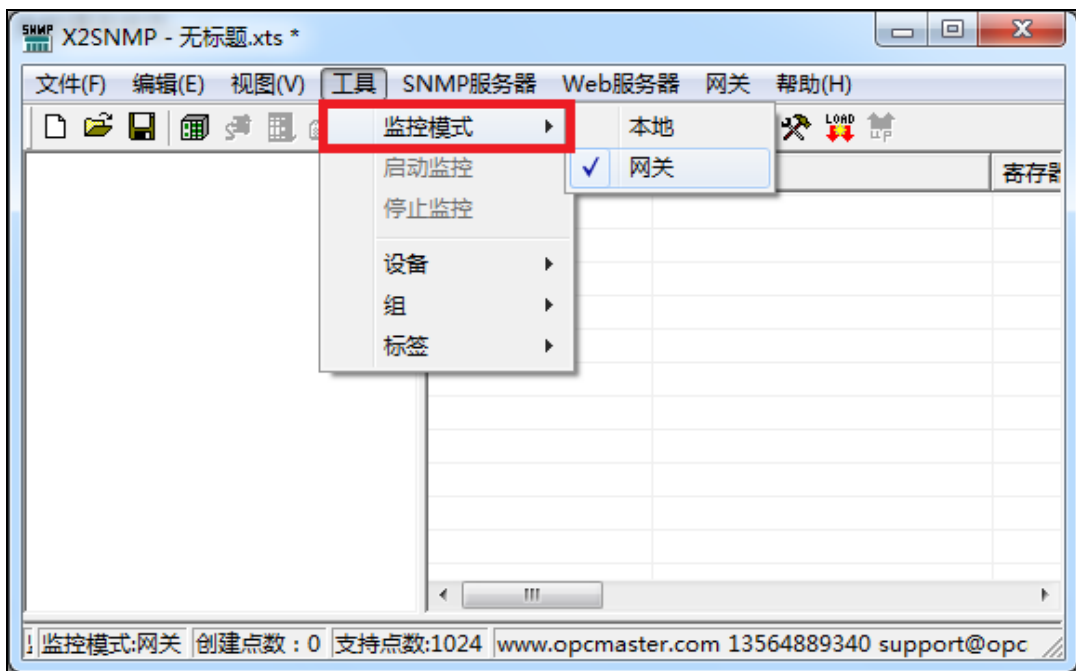 X2SNMP - 无标题.xts *
文件(F) 编辑(E) 视图(V) 工具 SNMP服务器 Web服务器 网关 帮助(H)
LOAD
监控模式 本地
启动监控 网关 寄存器
停止监控
设备
组
标签
监控模式:网关 创建点数：0 支持点数:1024 www.opcmaster.com 13564889340 support@opc